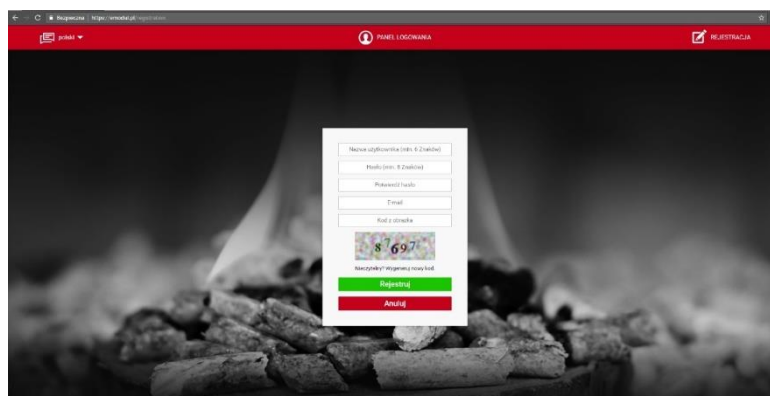 Bezpieczna | https://emodul.pl/registration
polski
PANEL LOGOWANIA
REJESTRACJA
Nazwa użytkownika (min. 6 Znaków)
Hasło (min. 8 Znaków)
Potwierdź hasło
E-mail
Kod z obrazka
87697
Nieczytelny? Wygeneruj nowy kod.
Rejestruj
Anuluj